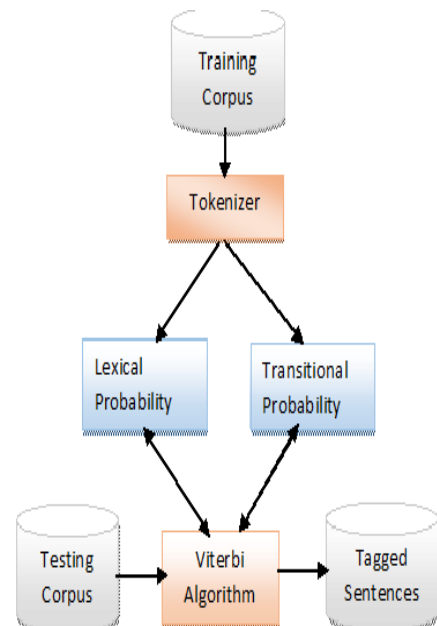 Training
Corpus
Tokenizer
Lexical
Probability
Transitional
Probability
Testing
Corpus
Viterbi
Algorithm
Tagged
Sentences